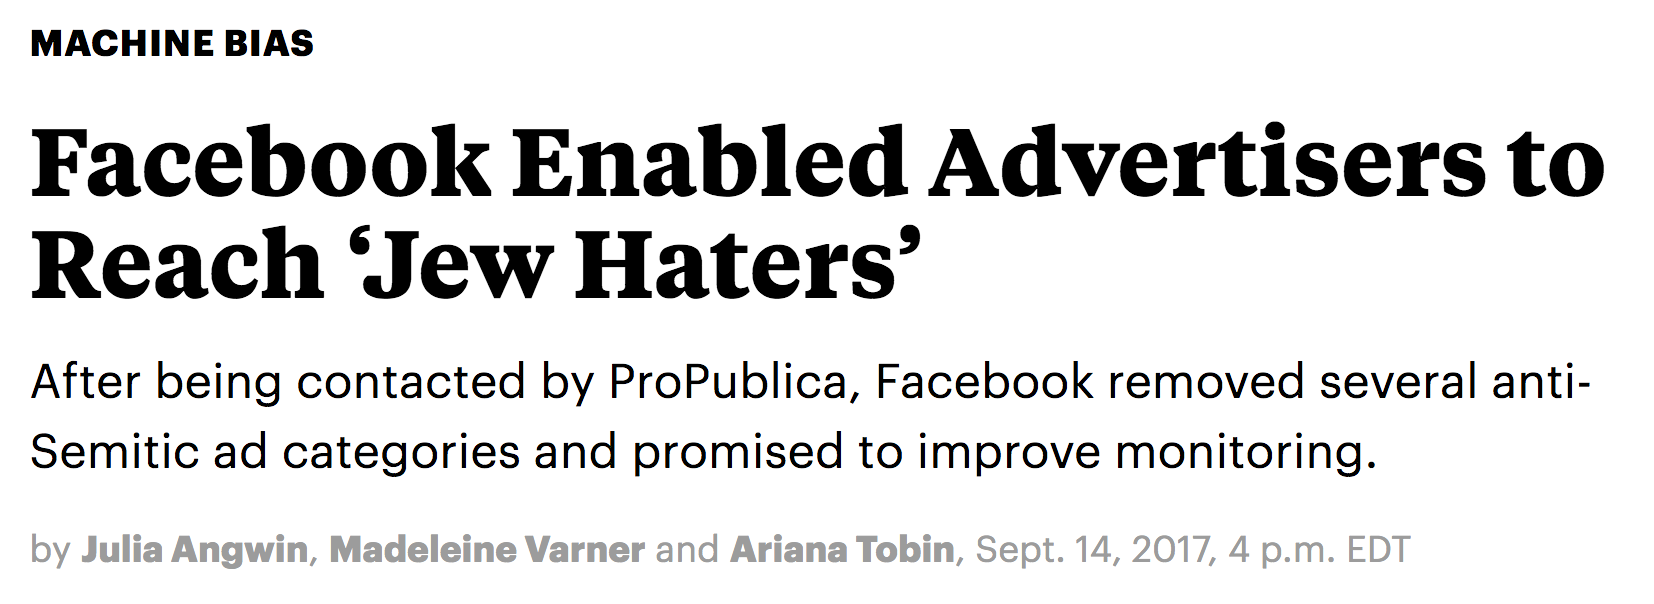 MACHINE BIAS
Facebook Enabled Advertisers to
Reach ‘Jew Haters’
After being contacted by ProPublica, Facebook removed several anti-
Semitic ad categories and promised to improve monitoring.
by Julia Angwin, Madeleine Varner and Ariana Tobin, Sept. 14, 2017, 4 p.m. EDT